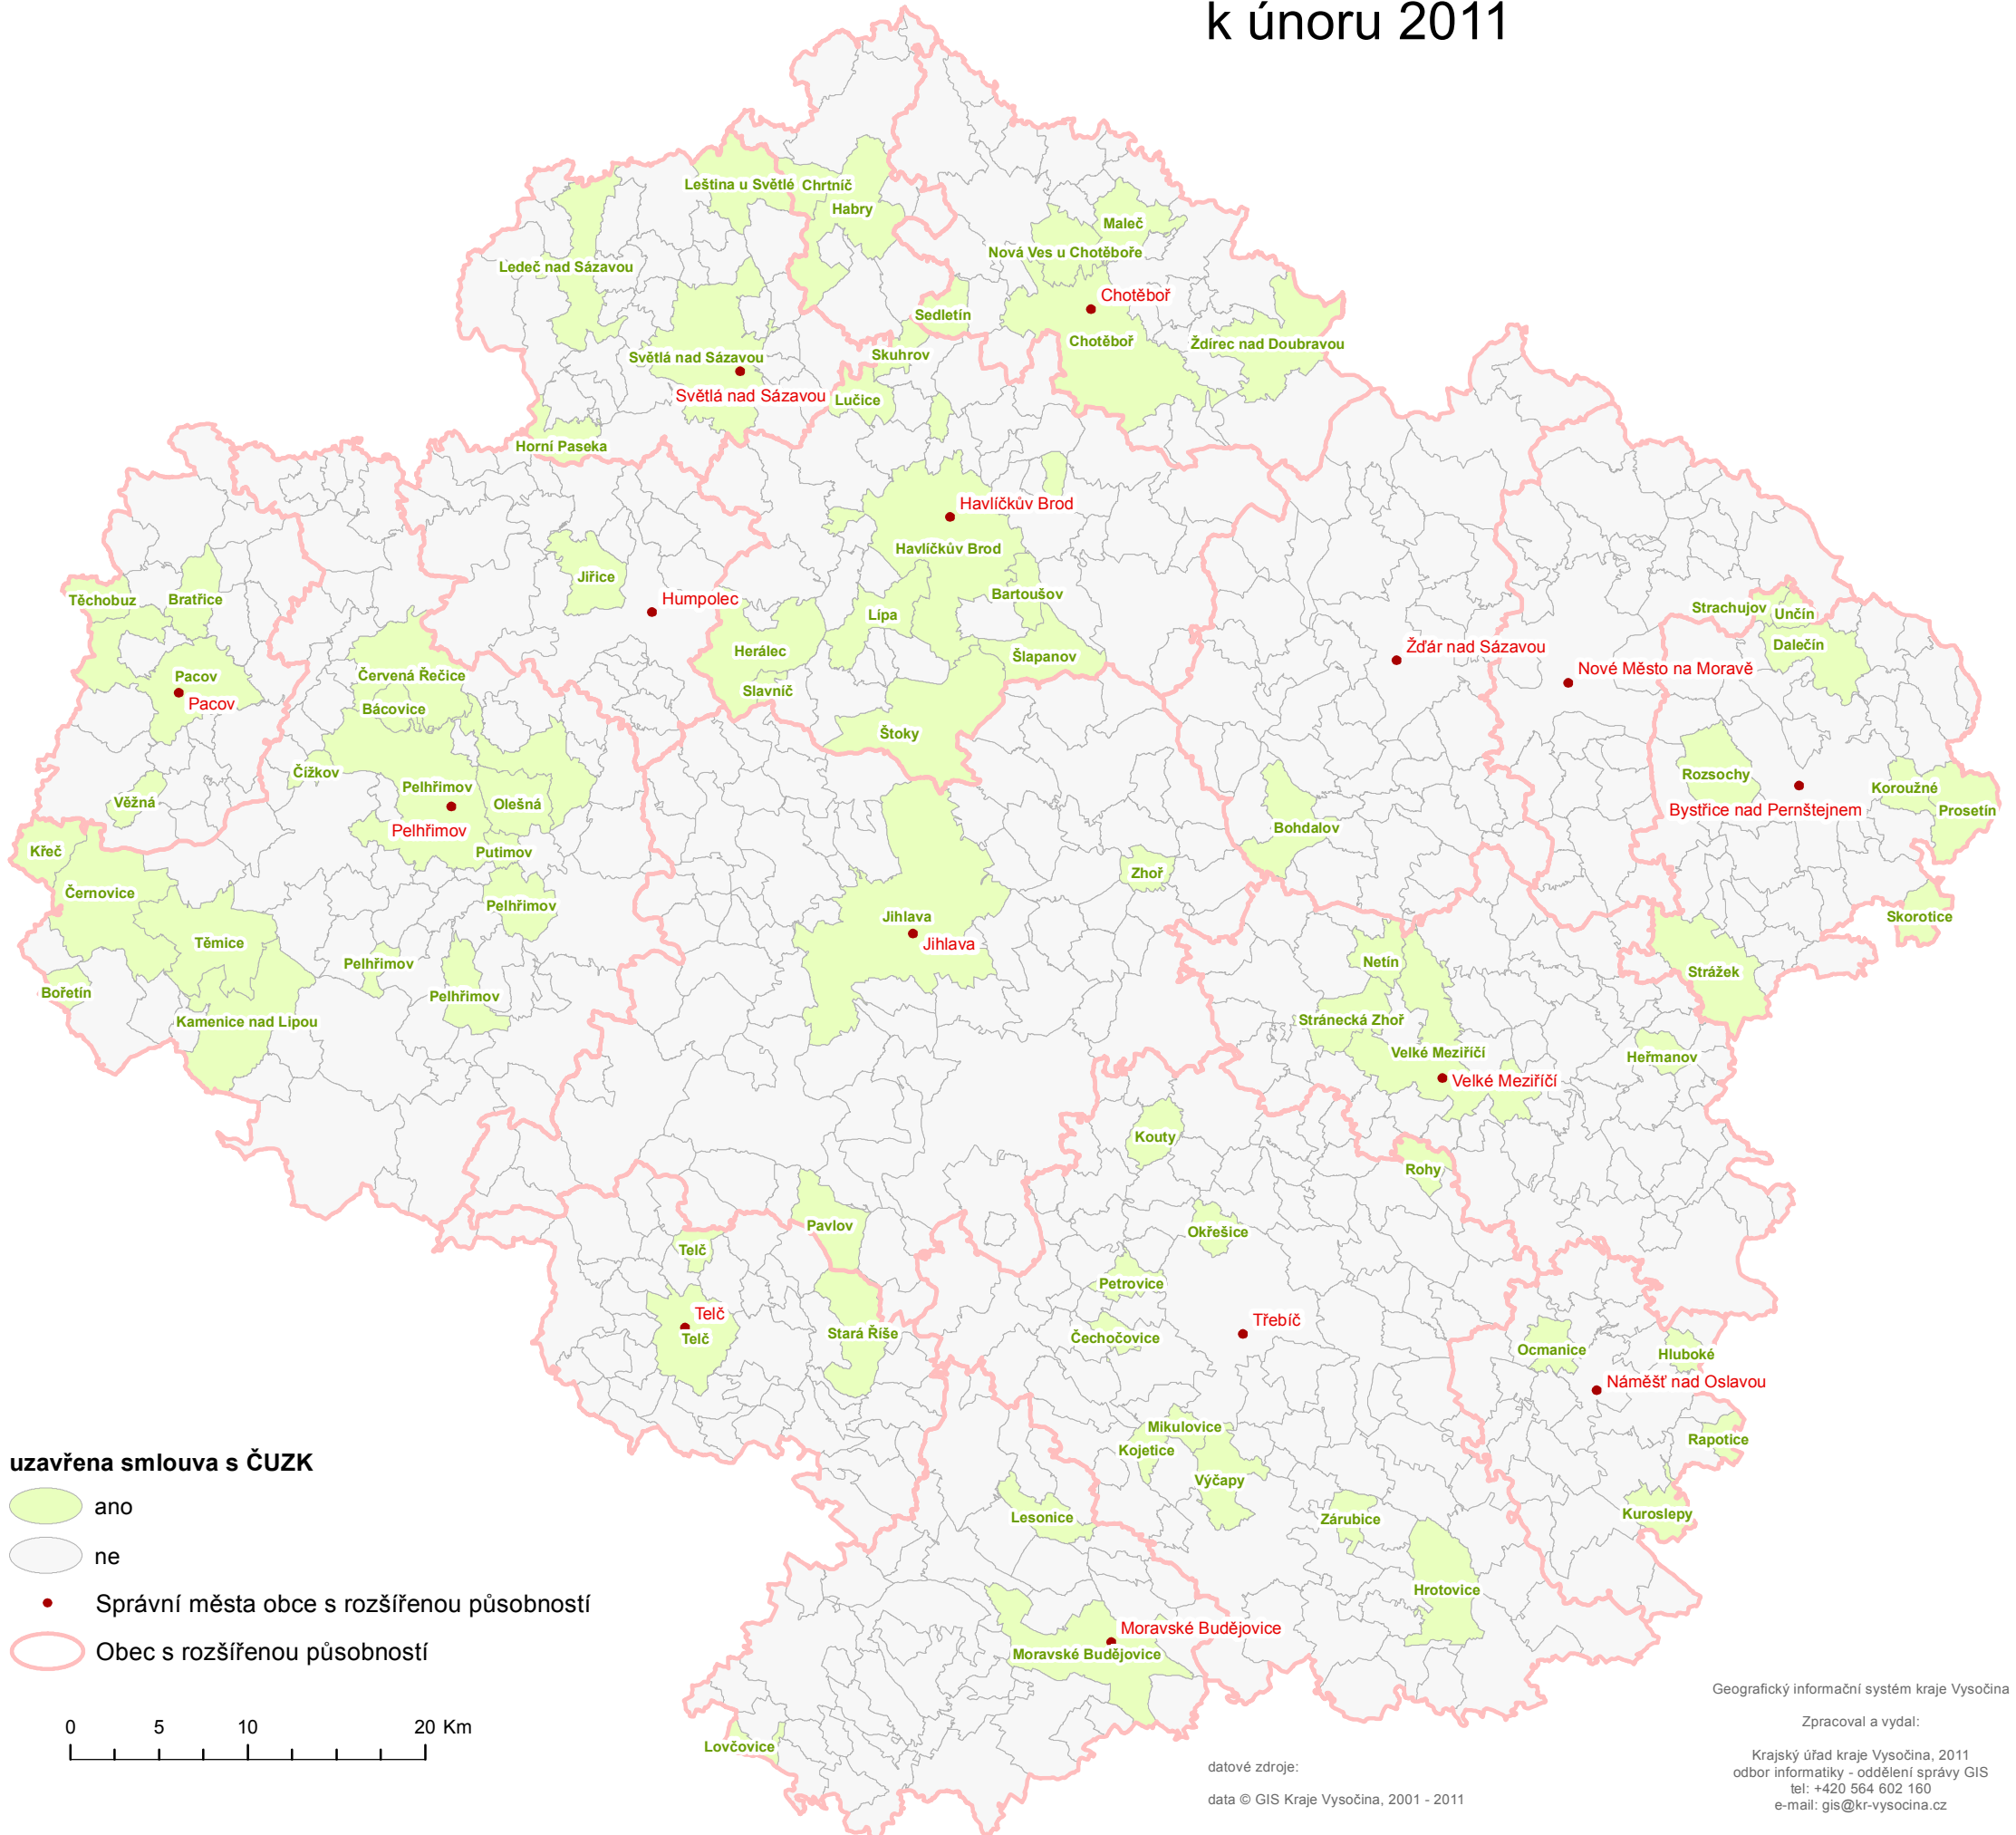 k únoru 2011
Leština u Světlé
Chrtníč
Habry
Maleč
Nová Ves u Chotěboře
Ledeč nad Sázavou
Chotěboř
Sedletín
Chotěboř
Ždírec nad Doubravou
Skuhrov
Světlá nad Sázavou
Světlá nad Sázavou
Lučice
Horní Paseka
Havlíčkův Brod
Havlíčkův Brod
Jiřice
Těchobuz
Bratřice
Humpolec
Bartoušov
Lípa
Strachujov
Unčín
Dalečín
Herálec
Šlapanov
Žďár nad Sázavou
Nové Město na Moravě
Pacov
Pacov
Červená Řečice
Slavníč
Bácovice
Štoky
Čížkov
Rozsochy
Pelhřimov
Olešná
Koroužné
Věžná
Bystřice nad Pernštejnem
Prosetín
Pelhřimov
Bohdalov
Křeč
Putimov
Zhoř
Černovice
Pelhřimov
Jihlava
Skorotice
Těmice
Jihlava
Pelhřimov
Netín
Strážek
Bořetín
Pelhřimov
Kamenice nad Lipou
Stránecká Zhoř
Velké Meziříčí
Heřmanov
Velké Meziříčí
Kouty
Rohy
Pavlov
Okřešice
Telč
Petrovice
Telč
Třebíč
Telč
Stará Říše
Čechočovice
Ocmanice
Hluboké
Náměšť nad Oslavou
Mikulovice
Kojetice
Rapotice
Výčapy
Lesonice
Zárubice
Kuroslepy
Hrotovice
Moravské Budějovice
Moravské Budějovice
Lovčovice
uzavřena smlouva s ČUZK
ano
ne
Správní města obce s rozšířenou působností
Obec s rozšířenou působností
0 5 10 20 Km
datové zdroje:
data © GIS Kraje Vysočina, 2001 - 2011
Geografický informační systém kraje Vysočina
Zpracoval a vydal:
Krajský úřad kraje Vysočina, 2011
odbor informatiky - oddělení správy GIS
tel: +420 564 602 160
e-mail: gis@kr-vysocina.cz